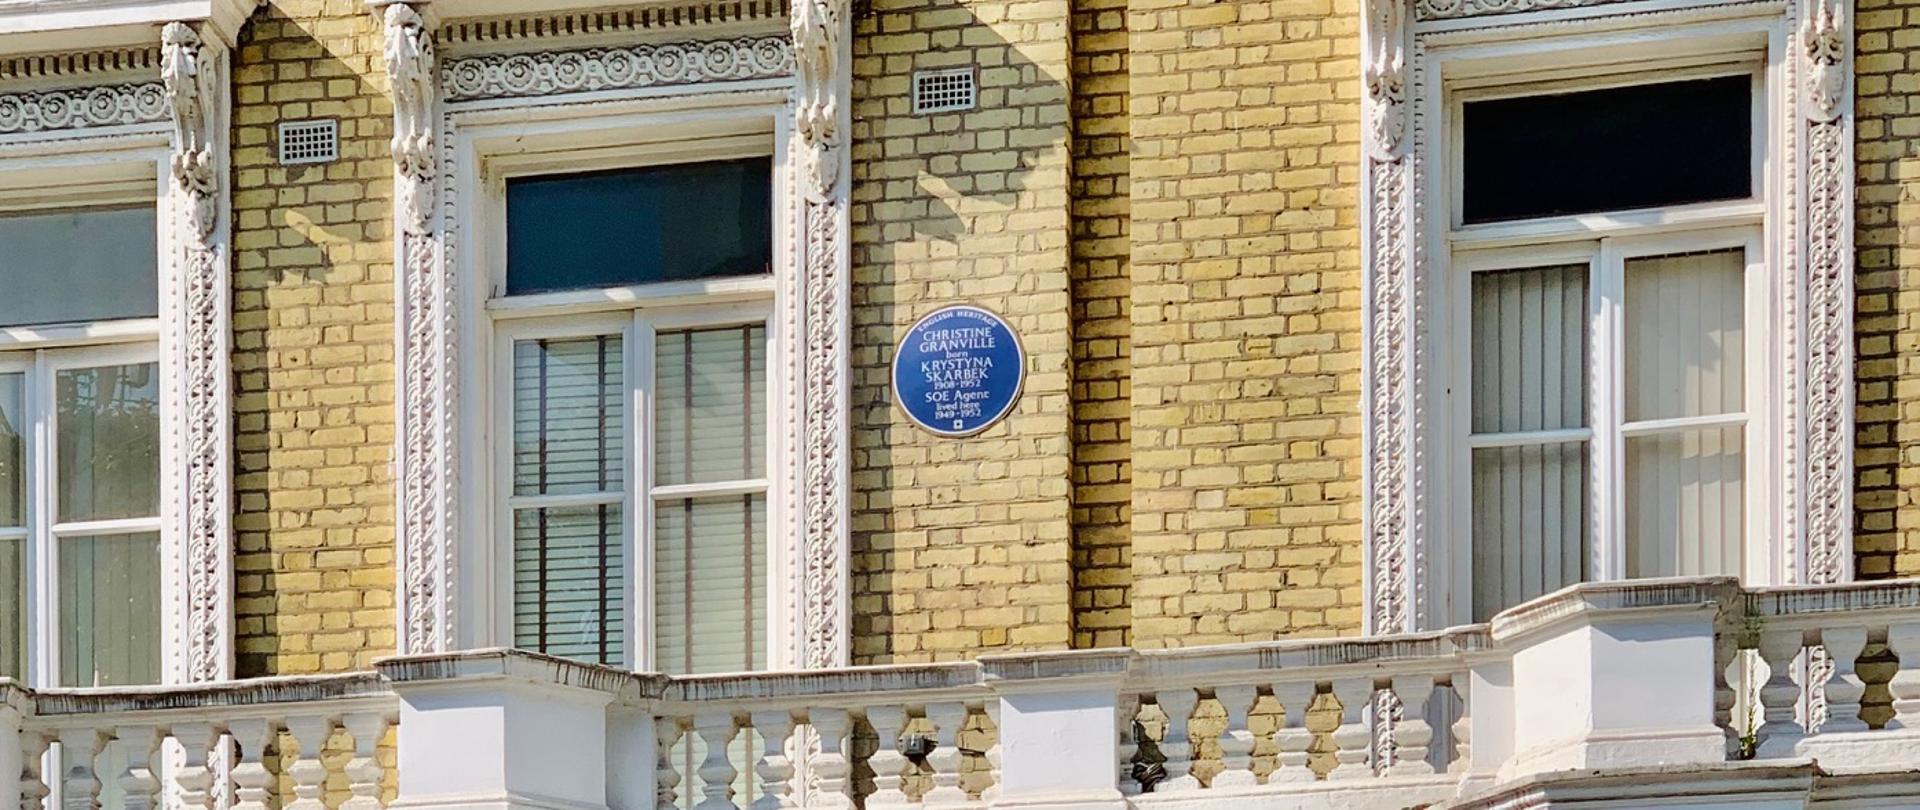 ENGLISH HERITAGE
CHRISTINE
GRANVILLE
born
KRYSTYNA
SKARBEK
1908-1952
SOE Agent
lived here
1949-1952